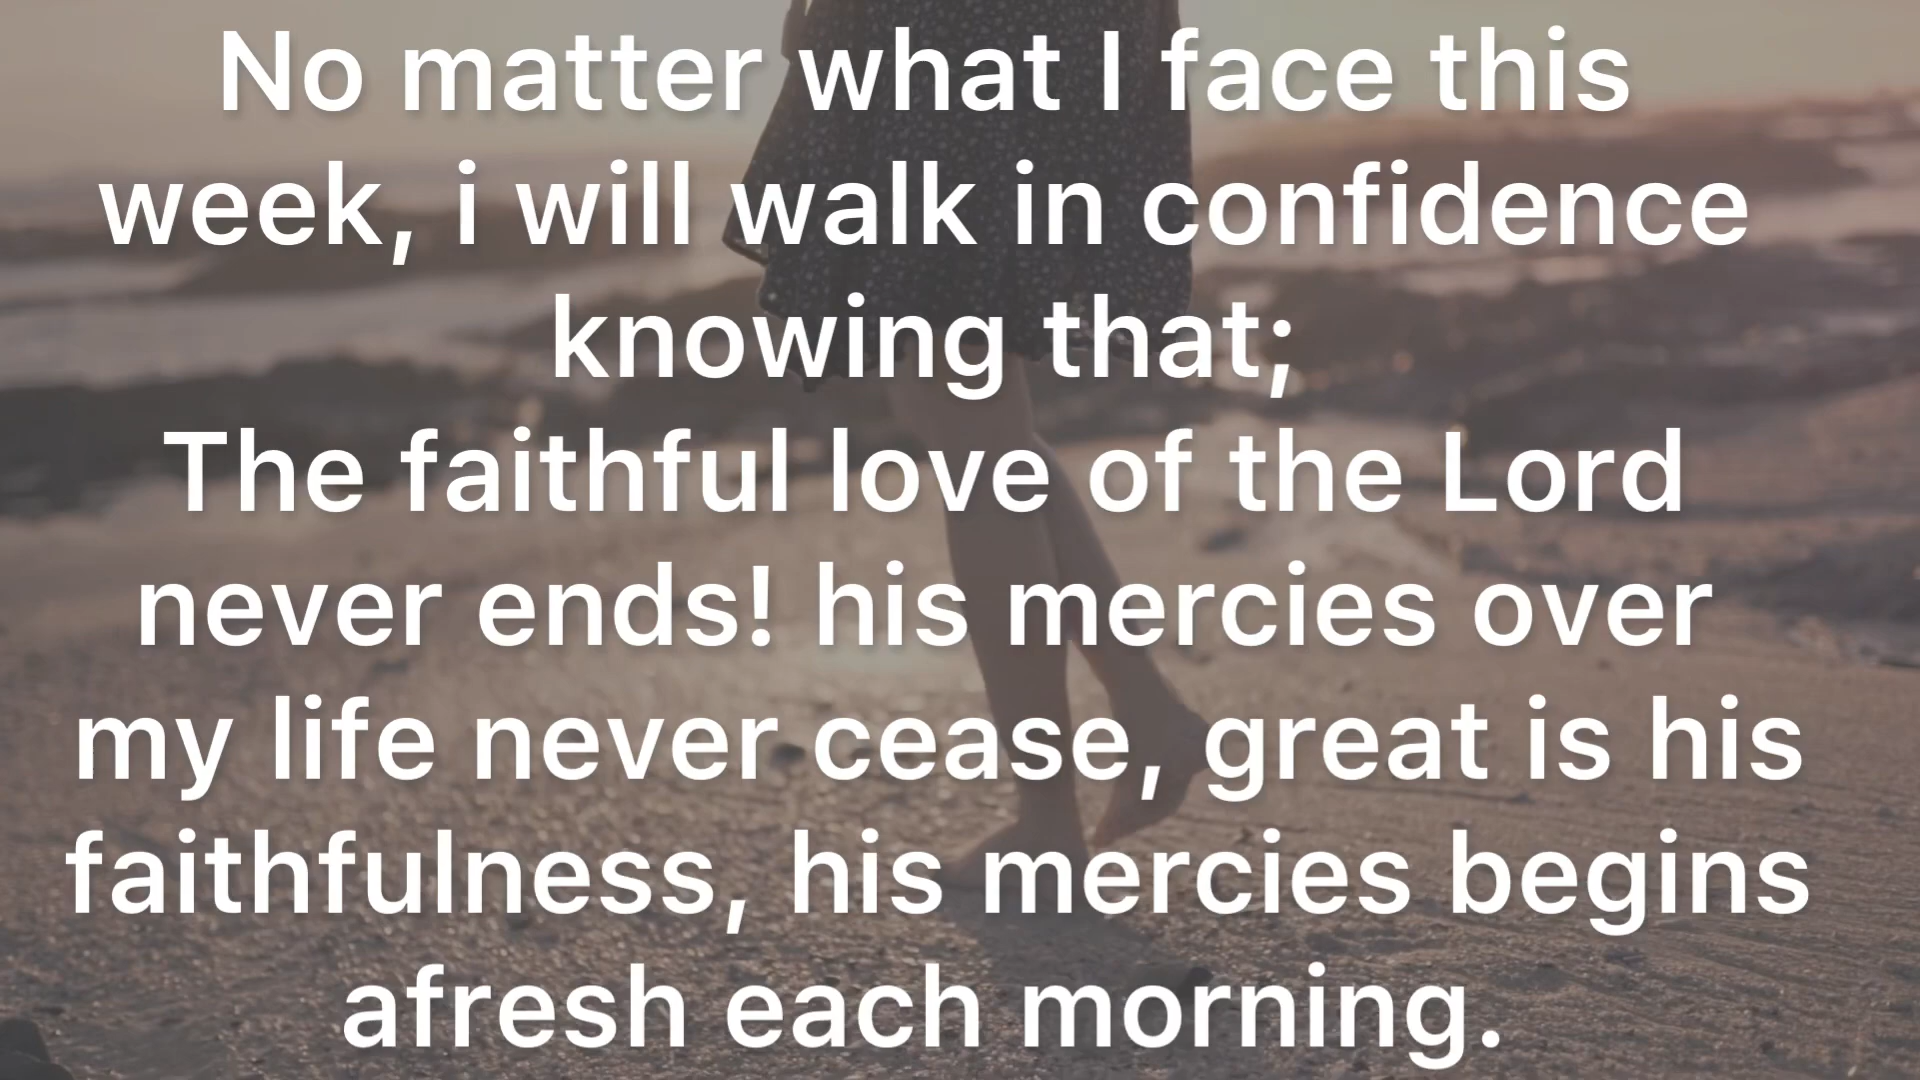 No matter what I face this
week, i will walk in confidence
knowing that;
The faithful love of the Lord
never ends! his mercies over
my life never cease, great is his
faithfulness, his mercies begins
afresh each morning.